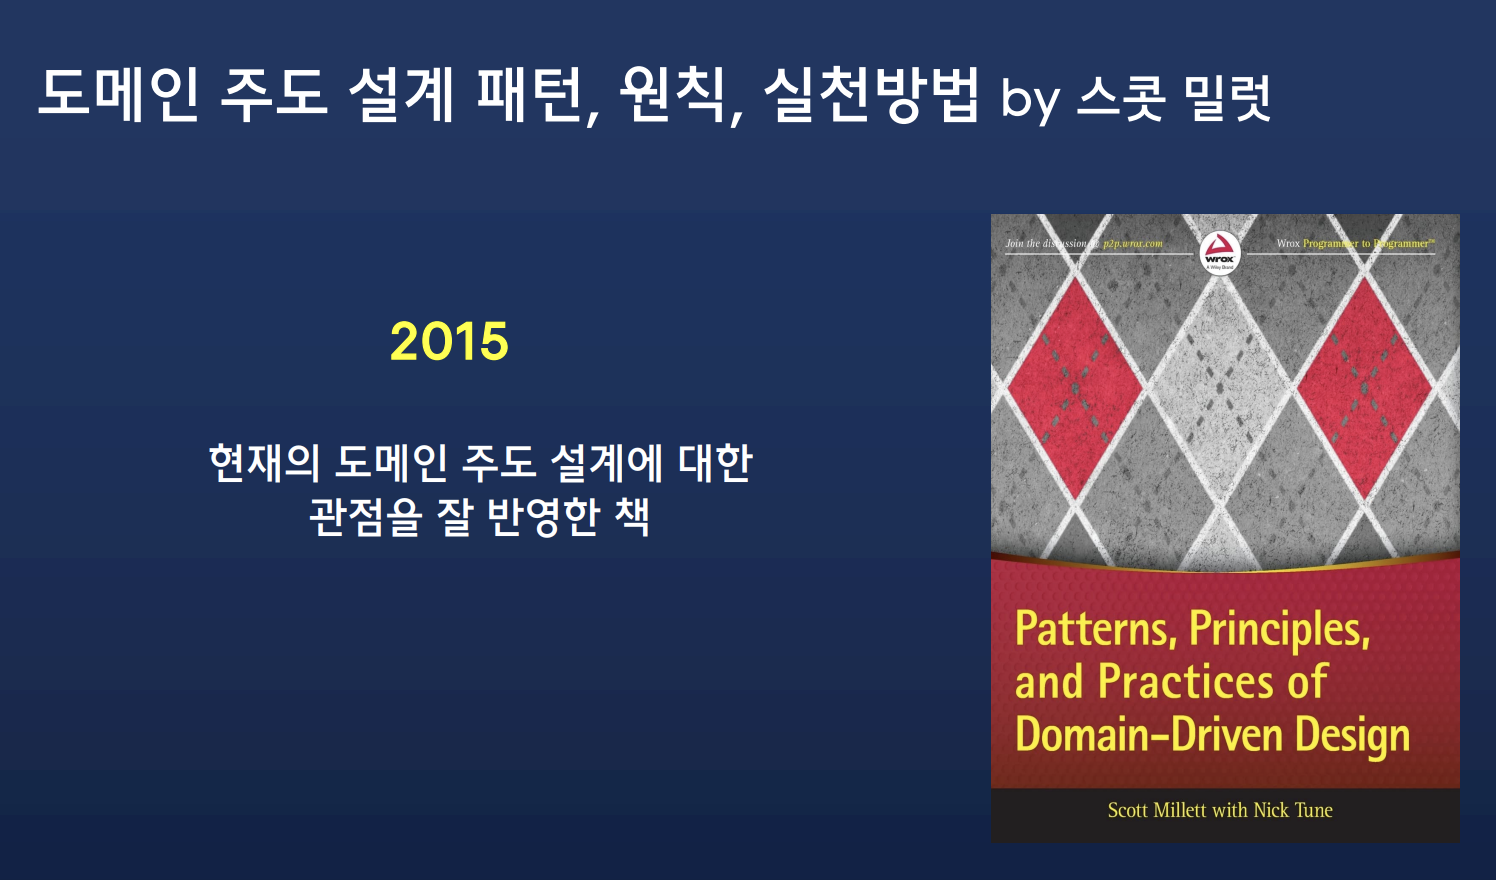 도메인 주도 설계 패턴, 원칙, 실천방법 by 스콧 밀럿
2015
현재의 도메인 주도 설계에 대한
관점을 잘 반영한 책
Join the discussion @ p2p.wrox.com
Wrox Programmer to Programmer™
wrox
A Wiley Brand
Patterns, Principles,
and Practices of
Domain-Driven Design
Scott Millett with Nick Tune